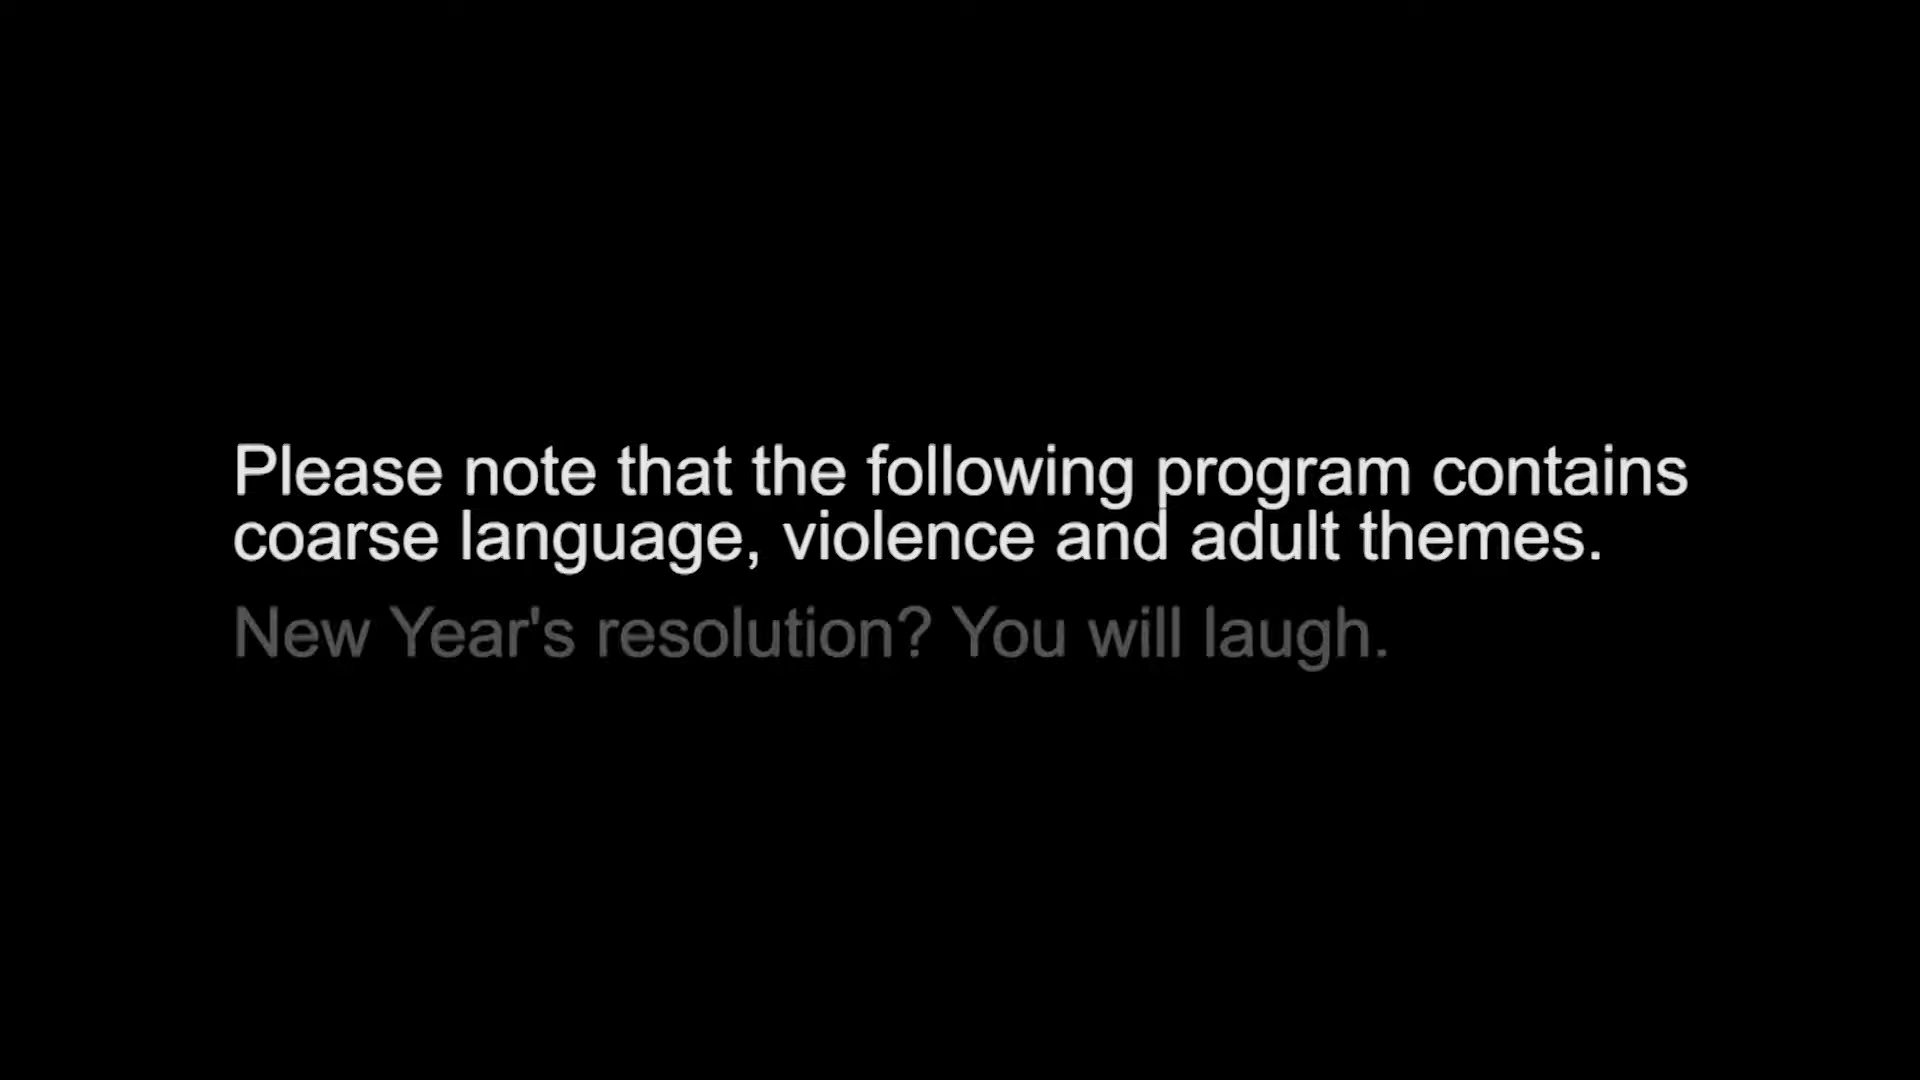 Please note that the following program contains
coarse language, violence and adult themes.
New Year's resolution? You will laugh.